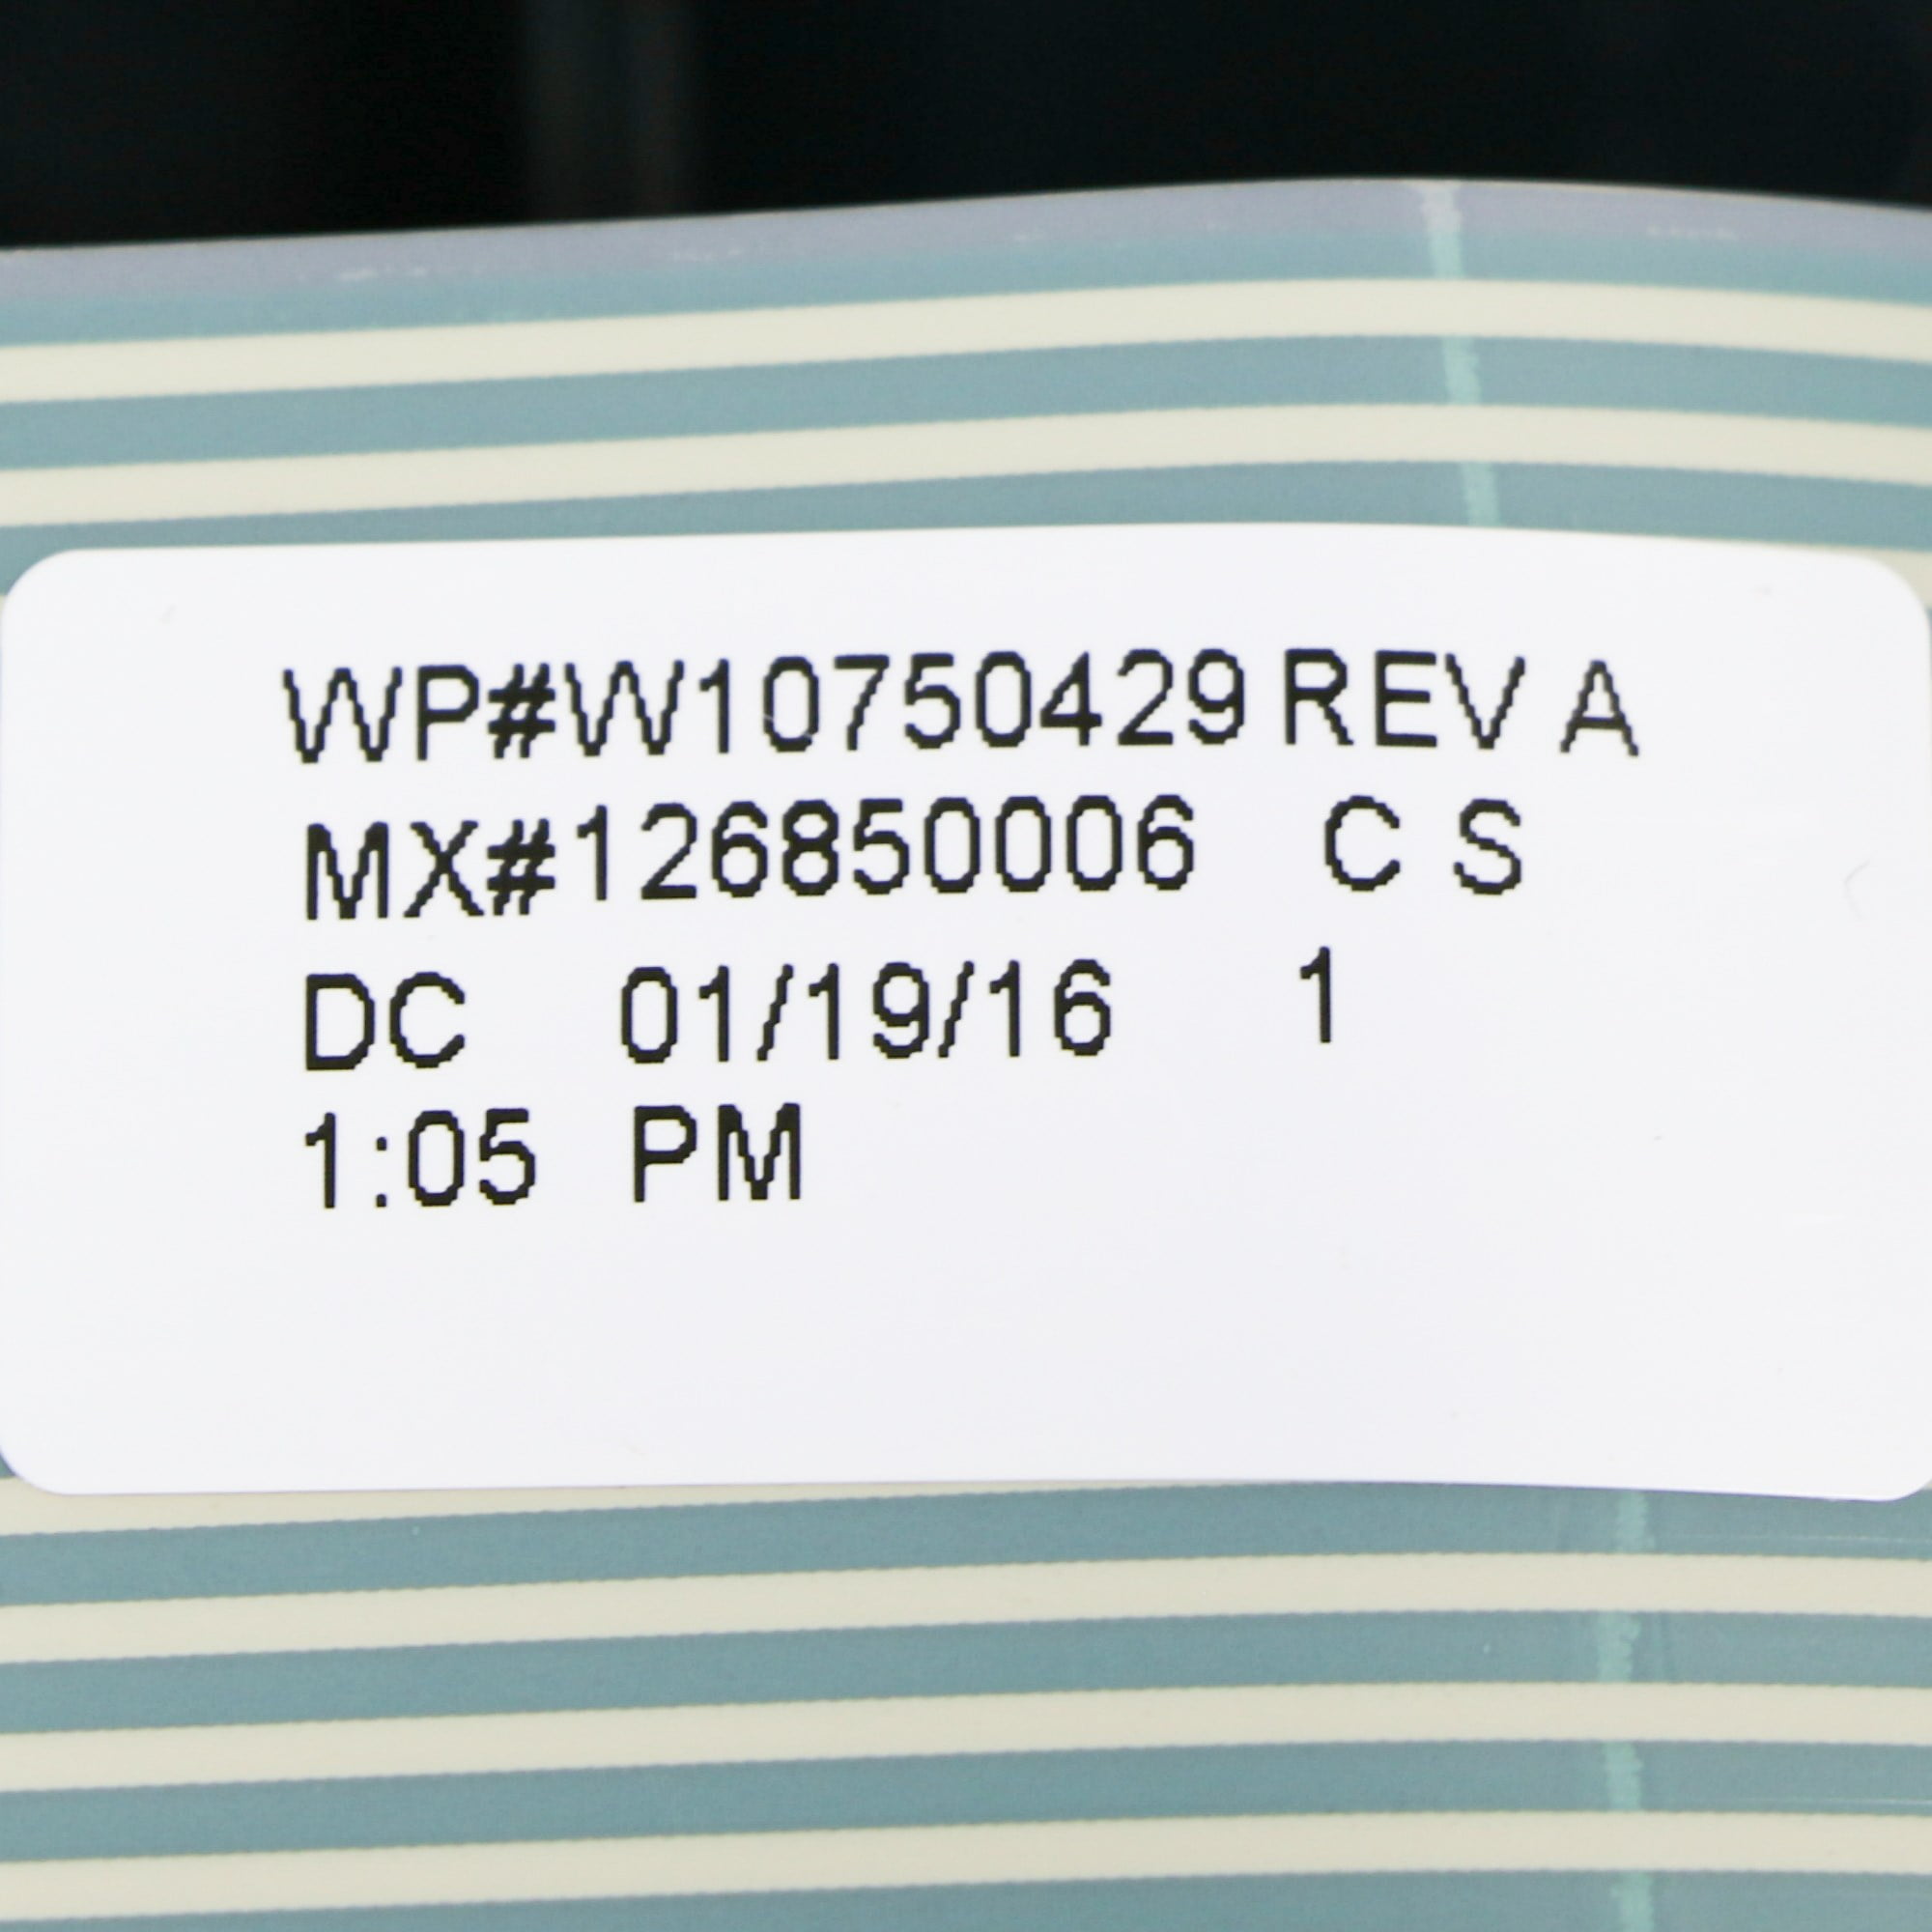 WP#W10750429 REV A
MX#126850006 C S
DC 01/19/16 1
1:05 PM